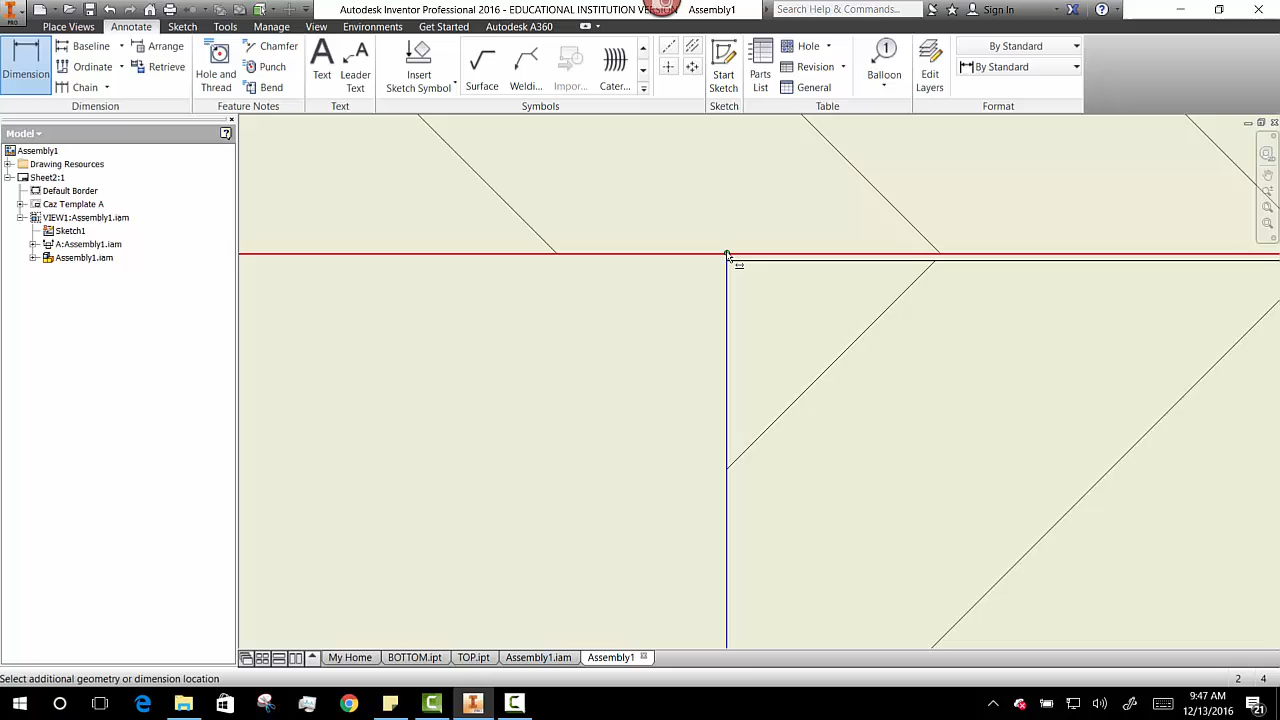 Autodesk Inventor Professional 2016 - EDUCATIONAL INSTITUTION VERSION Assembly1
Search Help & Commands...
Sign In
PRO
Place Views
Annotate
Sketch
Tools
Manage
View
Environments
Get Started
Autodesk A360
Dimension
Baseline
Ordinate
Chain
Arrange
Retrieve
Dimension
Hole and
Thread
Chamfer
Punch
Bend
Feature Notes
Text
Leader
Text
Text
Insert
Sketch Symbol
Surface
Weldi...
Impor...
Cater...
Symbols
Start
Sketch
Sketch
Parts
List
Hole
Revision
General
Balloon
Table
Edit
Layers
By Standard
By Standard
Format
Model
Assembly1
Drawing Resources
Sheet2:1
Default Border
Caz Template A
VIEW1:Assembly1.iam
Sketch1
A:Assembly1.iam
Assembly1.iam
My Home
BOTTOM.ipt
TOP.ipt
Assembly1.iam
Assembly1
Select additional geometry or dimension location
2
4
9:47 AM
12/13/2016
21